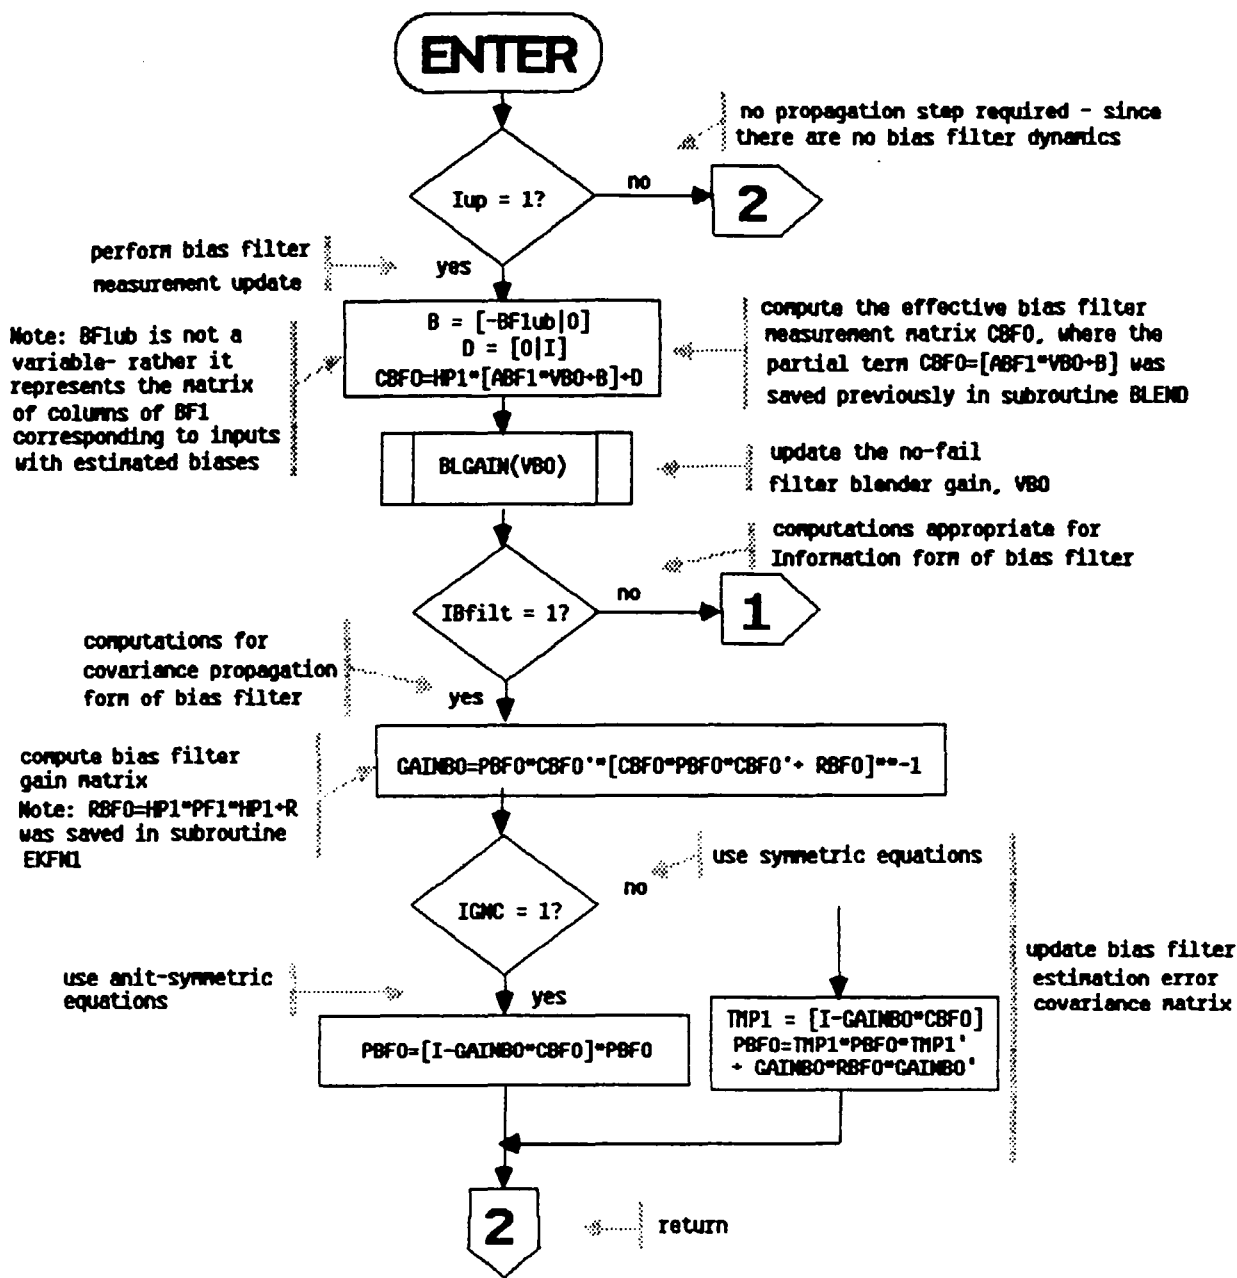 ENTER
no propagation step required - since
there are no bias filter dynamics
Iup = 1?
no
2
perform bias filter
measurement update
yes
B = [-BF1ub|0]
D = [0|I]
CBF0=HP1*[ABF1*VB0+B]+D
Note: BF1ub is not a
variable- rather it
represents the matrix
of columns of BF1
corresponding to inputs
with estimated biases
compute the effective bias filter
measurement matrix CBF0, where the
partial term CBF0=[ABF1*VB0+B] was
saved previously in subroutine BLEND
BLGAIN(VB0)
update the no-fail
filter blender gain, VB0
computations appropriate for
Information form of bias filter
IBfilt = 1?
no
1
computations for
covariance propagation
form of bias filter
yes
compute bias filter
gain matrix
Note: RBF0=HP1*PF1*HP1+R
was saved in subroutine
EKFN1
GAINB0=PBF0*CBF0'*[CBF0*PBF0*CBF0'+ RBF0]**-1
use symmetric equations
no
IGMC = 1?
use anit-symmetric
equations
yes
update bias filter
estimation error
covariance matrix
PBF0=[I-GAINB0*CBF0]*PBF0
TMP1 = [I-GAINB0*CBF0]
PBF0=TMP1*PBF0*TMP1'
+ GAINB0*RBF0*GAINB0'
2
return